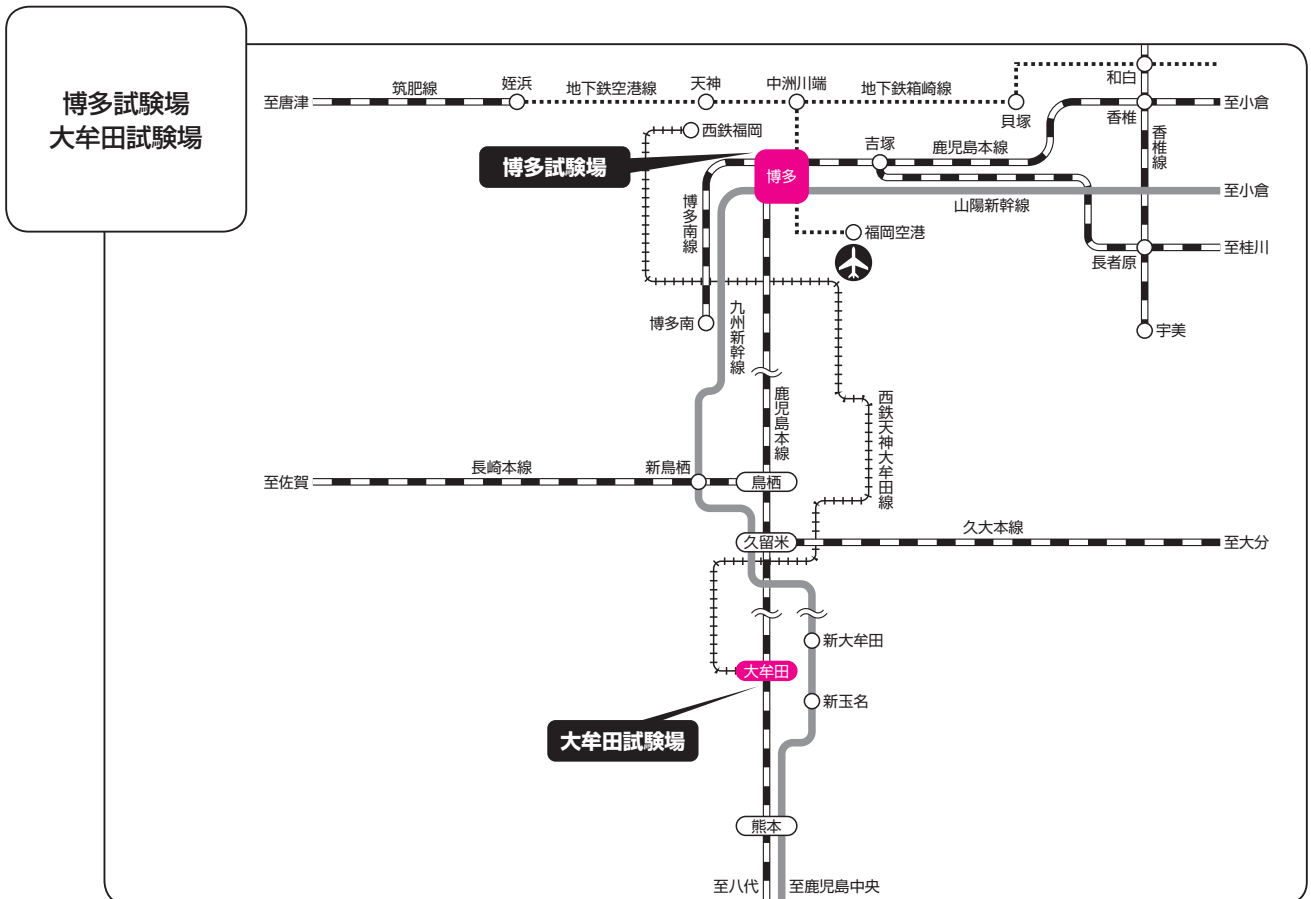 博多試験場
大牟田試験場
和白
姪浜
天神
中洲川端
筑肥線
地下鉄空港線
地下鉄箱崎線
至唐津
貝塚
香椎
至小倉
西鉄福岡
吉塚
鹿児島本線
香椎線
博多試験場
博多
至小倉
山陽新幹線
博多南線
福岡空港
長者原
至桂川
博多南
九州新幹線
宇美
鹿児島本線
西鉄天神大牟田線
長崎本線
新鳥栖
至佐賀
鳥栖
久留米
久大本線
至大分
新大牟田
大牟田
新玉名
大牟田試験場
熊本
至八代
至鹿児島中央